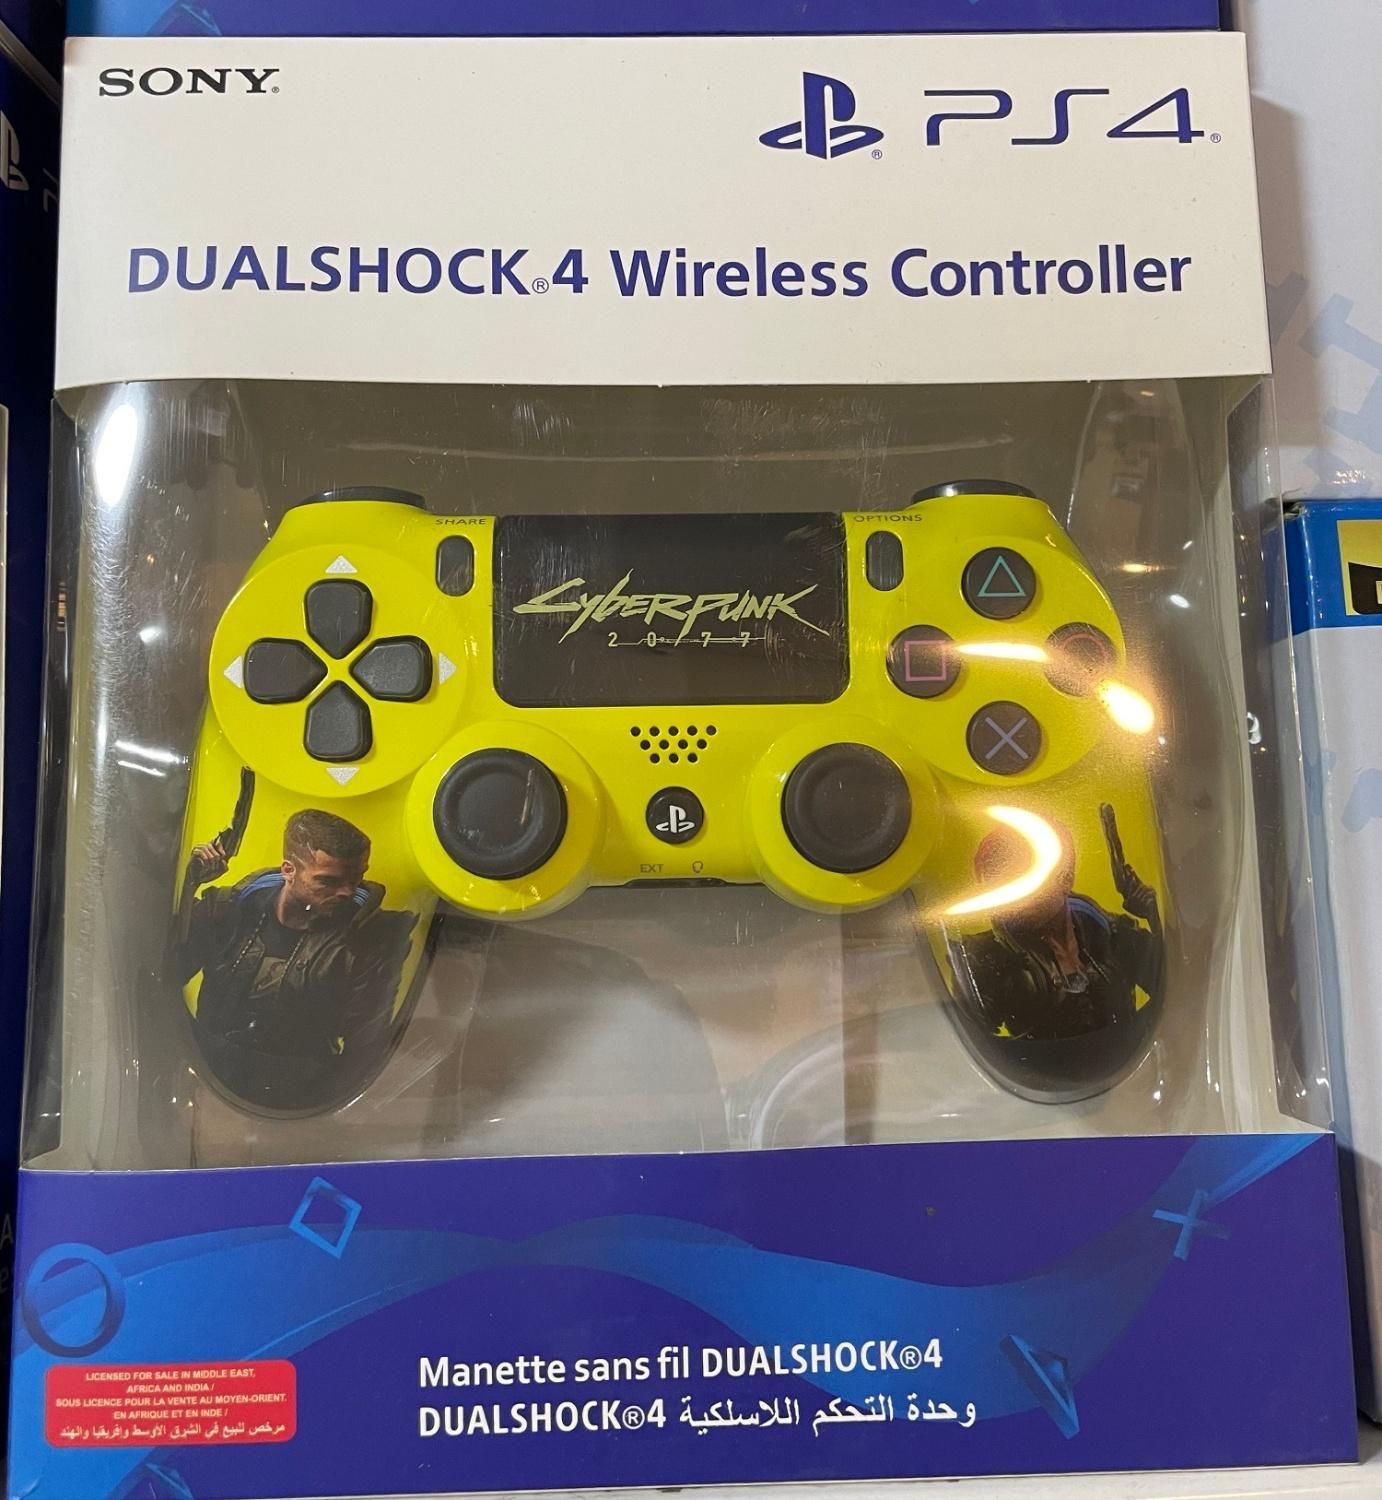 SONY®
PS4®
DUALSHOCK®4 Wireless Controller
SHARE
OPTIONS
CYBERPUNK
2077
EXT
Manette sans fil DUALSHOCK®4
وحدة التحكم اللاسلكية DUALSHOCK®4
LICENSED FOR SALE IN MIDDLE EAST,
AFRICA AND INDIA /
SOUS LICENCE POUR LA VENTE AU MOYEN-ORIENT.
EN AFRIQUE ET EN INDE /
مرخص للبيع في الشرق الأوسط وإفريقيا والهند